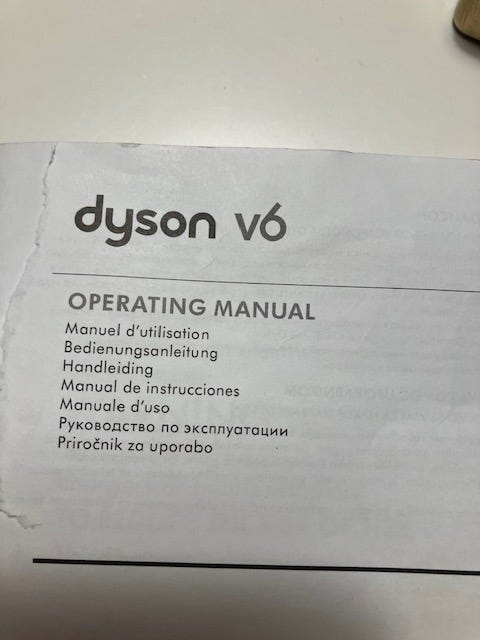 dyson v6
OPERATING MANUAL
Manuel d'utilisation
Bedienungsanleitung
Handleiding
Manual de instrucciones
Manuale d'uso
Руководство по эксплуатации
Priročnik za uporabo